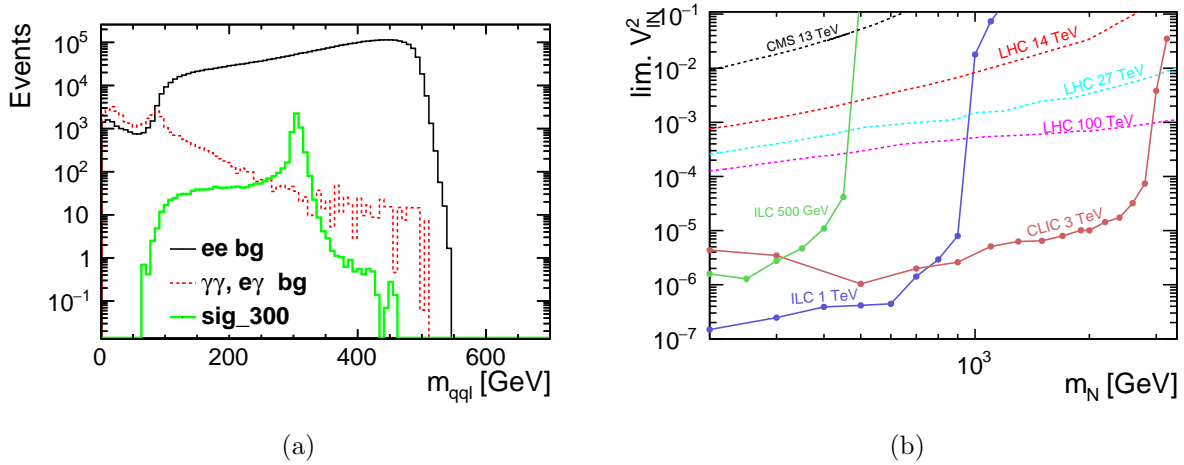 Events
10^5
10^4
10^3
10^2
10
1
10^-1
ee bg
γγ, eγ bg
sig_300
0 200 400 600
m_qql [GeV]
(a)
lim. V^2_lN
10^-1
10^-2
10^-3
10^-4
10^-5
10^-6
10^-7
CMS 13 TeV
LHC 14 TeV
LHC 27 TeV
LHC 100 TeV
ILC 500 GeV
CLIC 3 TeV
ILC 1 TeV
10^3
m_N [GeV]
(b)